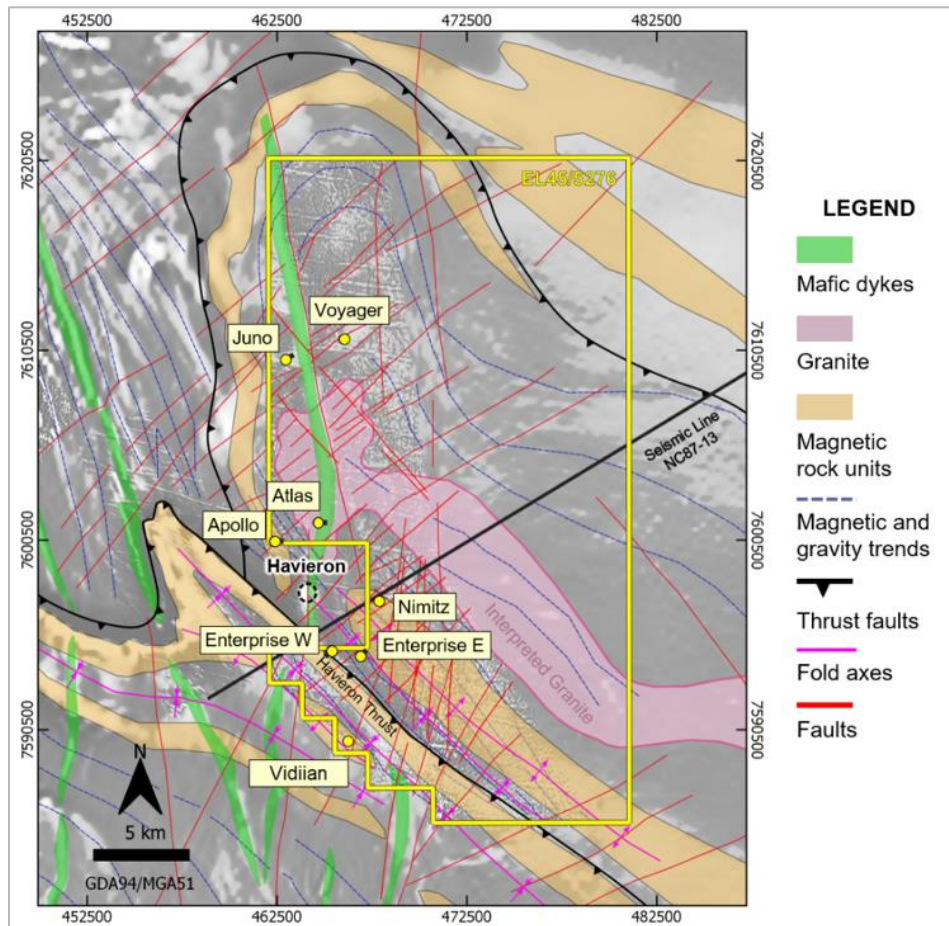 452500
462500
472500
482500
7620500
7620500
EL45/5276
Voyager
Juno
7610500
7610500
Seismic Line
NC87-13
Atlas
Apollo
7600500
7600500
Havieron
Nimitz
Enterprise W
Enterprise E
Havieron Thrust
Interpreted Granite
7590500
7590500
Vidiian
N
5 km
GDA94/MGA51
452500
462500
472500
482500
LEGEND
Mafic dykes
Granite
Magnetic
rock units
Magnetic and
gravity trends
Thrust faults
Fold axes
Faults